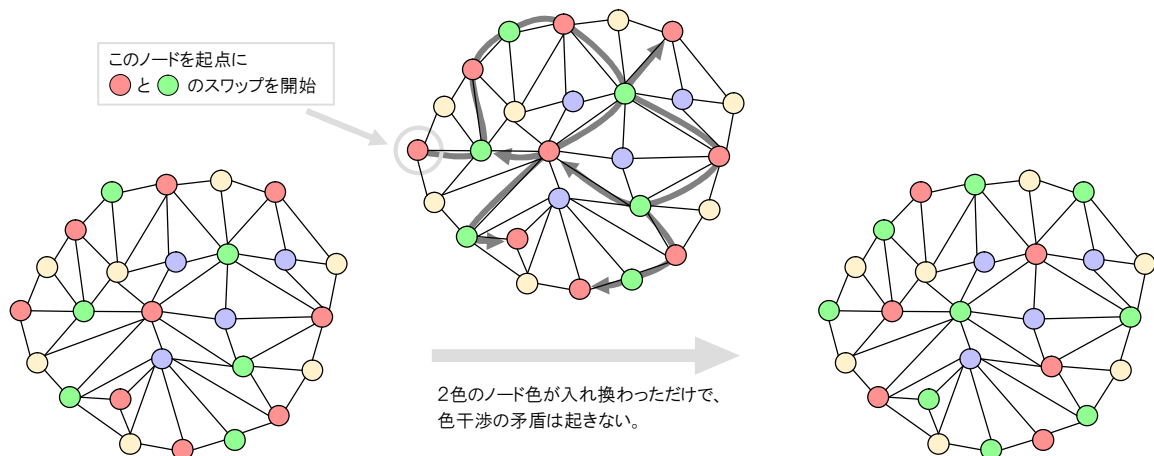 このノードを起点に
と のスワップを開始
2色のノード色が入れ換わっただけで、
色干渉の矛盾は起きない。